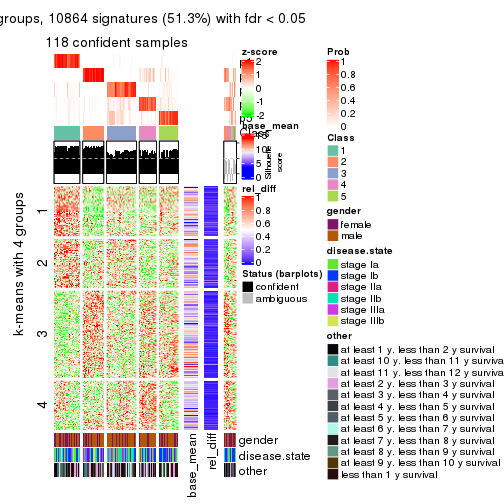 groups, 10864 signatures (51.3%) with fdr < 0.05
118 confident samples
k-means with 4 groups
1
2
3
4
base_mean
rel_diff
gender
disease.state
other
z-score
2
1
0
-1
-2
base_mean
10
5
0
Silhouette
score
rel_diff
1
0.8
0.6
0.4
0.2
0
Status (barplots)
confident
ambiguous
Prob
1
0.8
0.6
0.4
0.2
0
Class
1
2
3
4
5
gender
female
male
disease.state
stage Ia
stage Ib
stage IIa
stage IIb
stage IIIa
stage IIIb
other
at least 1 y. less than 2 y survival
at least 10 y. less than 11 y surviva
at least 11 y. less than 12 y surviva
at least 2 y. less than 3 y survival
at least 3 y. less than 4 y survival
at least 4 y. less than 5 y survival
at least 5 y. less than 6 y survival
at least 6 y. less than 7 y survival
at least 7 y. less than 8 y survival
at least 8 y. less than 9 y survival
at least 9 y. less than 10 y survival
less than 1 y survival